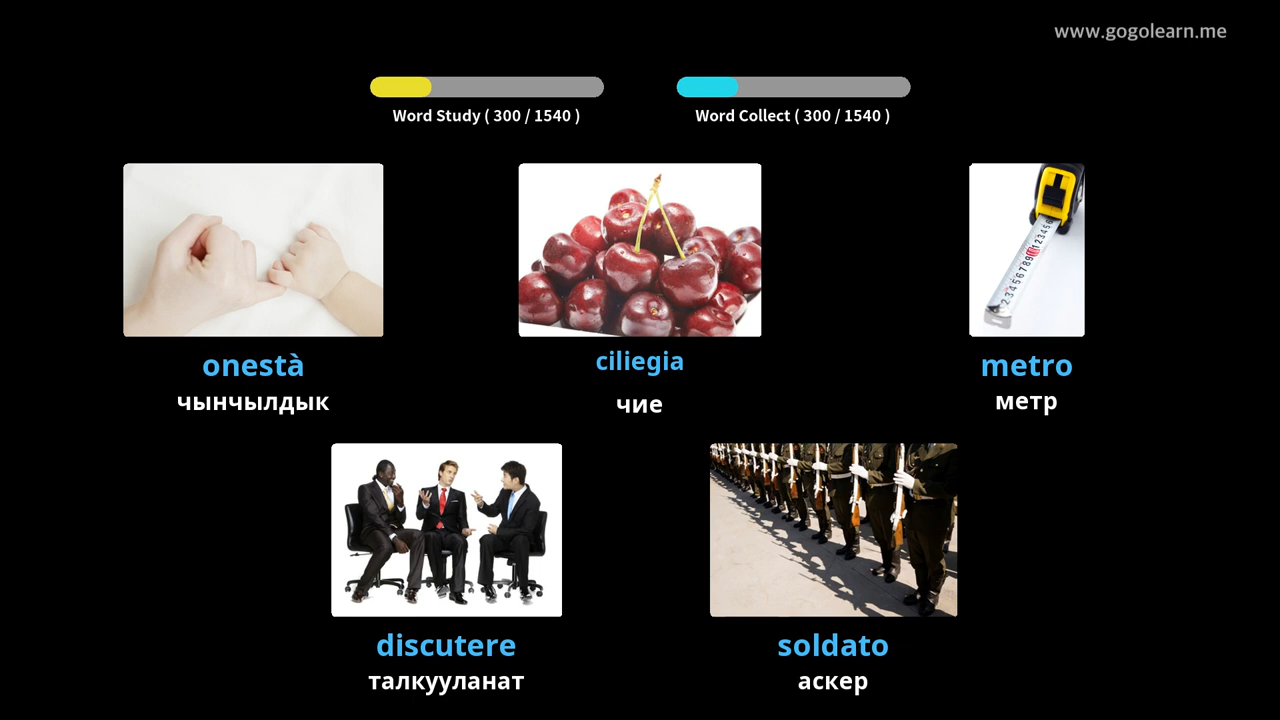 www.gogolearn.me
Word Study ( 300 / 1540 )
Word Collect ( 300 / 1540 )
onestà
чынчылдык
ciliegia
чие
metro
метр
discutere
талкууланат
soldato
аскер